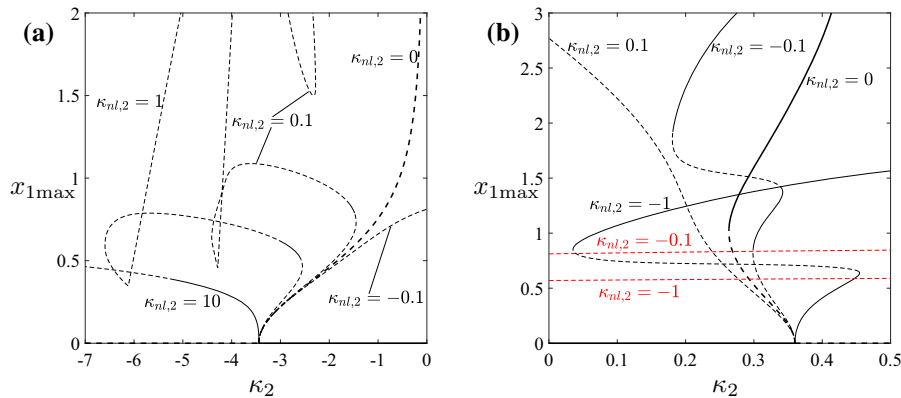 (a)
2
1.5
x1max
1
0.5
0
-7 -6 -5 -4 -3 -2 -1 0
κ2
κnl,2 = 0
κnl,2 = 1
κnl,2 = 0.1
κnl,2 = 10
κnl,2 = −0.1
(b)
3
2.5
2
1.5
x1max
1
0.5
0
0 0.1 0.2 0.3 0.4 0.5
κ2
κnl,2 = 0.1
κnl,2 = −0.1
κnl,2 = 0
κnl,2 = −1
κnl,2 = −0.1
κnl,2 = −1